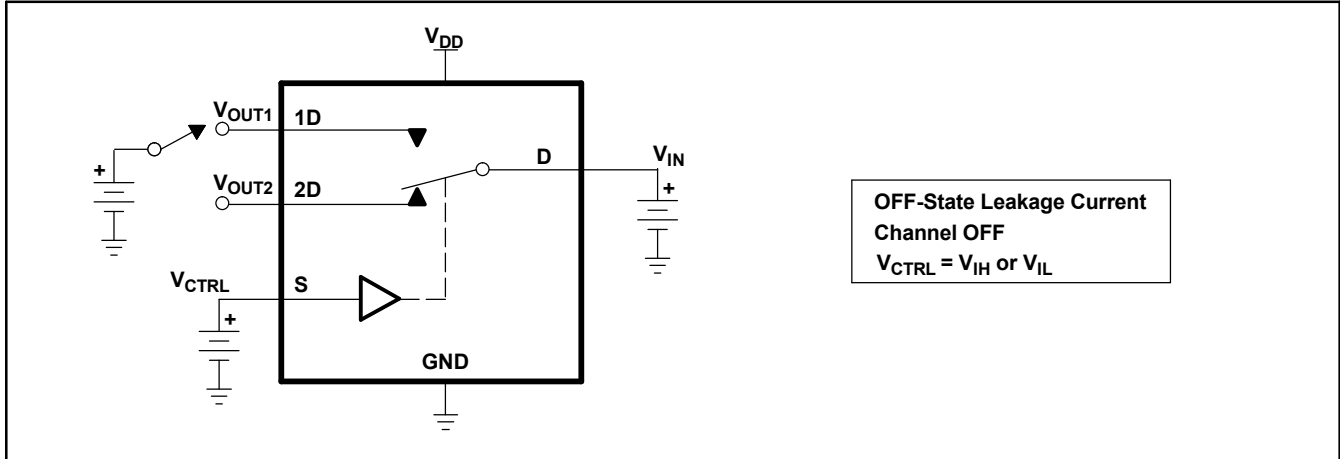 VDD
VOUT1 1D
D
VIN
+
VOUT2 2D
+
VCTRL S
+
GND
OFF-State Leakage Current
Channel OFF
VCTRL = VIH or VIL